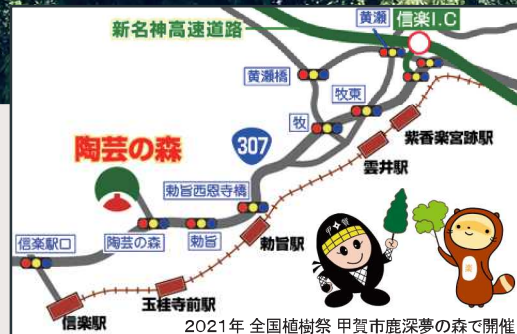 黄瀬
信楽I.C
新名神高速道路
黄瀬橋
牧東
牧
紫香楽宮跡駅
雲井駅
307
陶芸の森
勅旨西恩寺橋
信楽駅口
陶芸の森
勅旨
勅旨駅
玉桂寺前駅
信楽駅
2021年 全国植樹祭 甲賀市鹿深夢の森で開催